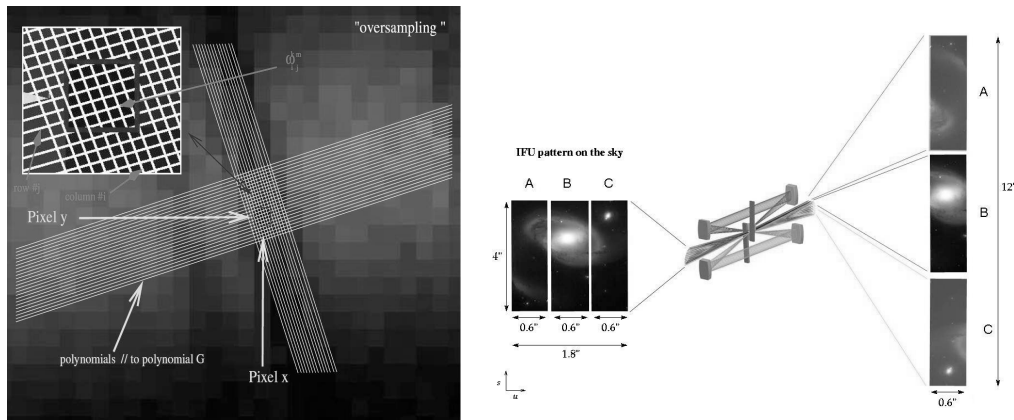 "oversampling "
row #j
column #i
Pixel y
polynomials // to polynomial G
Pixel x
IFU pattern on the sky
A
B
C
4"
0.6"
0.6"
0.6"
1.8"
s
u
A
B
C
12"
0.6"